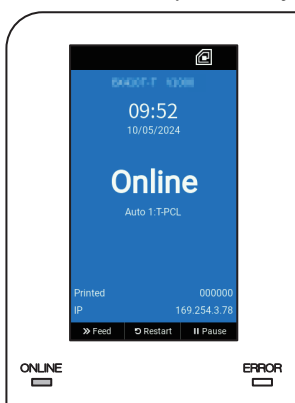 09:52
10/05/2024
Online
Auto 1:T-PCL
Printed 000000
IP 169.254.3.78
Feed Restart Pause
ONLINE ERROR